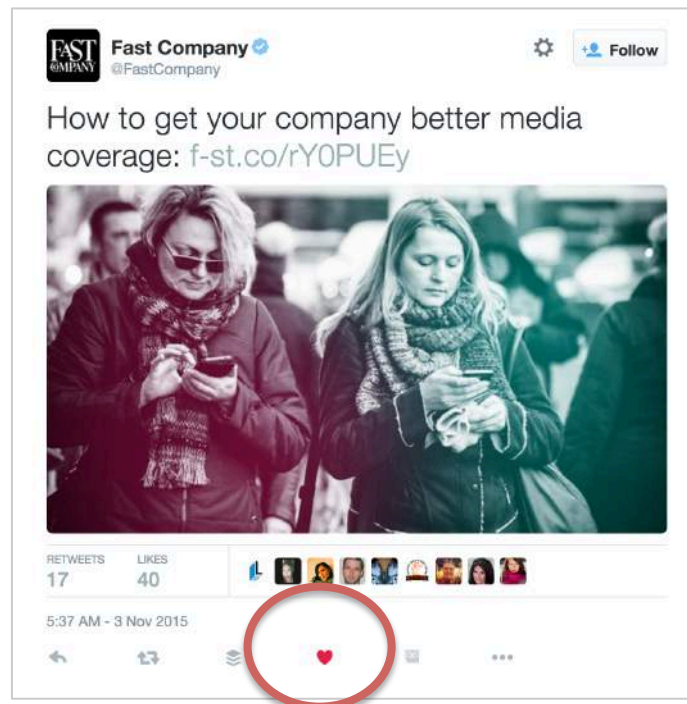 FAST COMPANY
Fast Company
@FastCompany
Follow
How to get your company better media
coverage: f-st.co/rY0PUEy
RETWEETS LIKES
17 40
5:37 AM - 3 Nov 2015